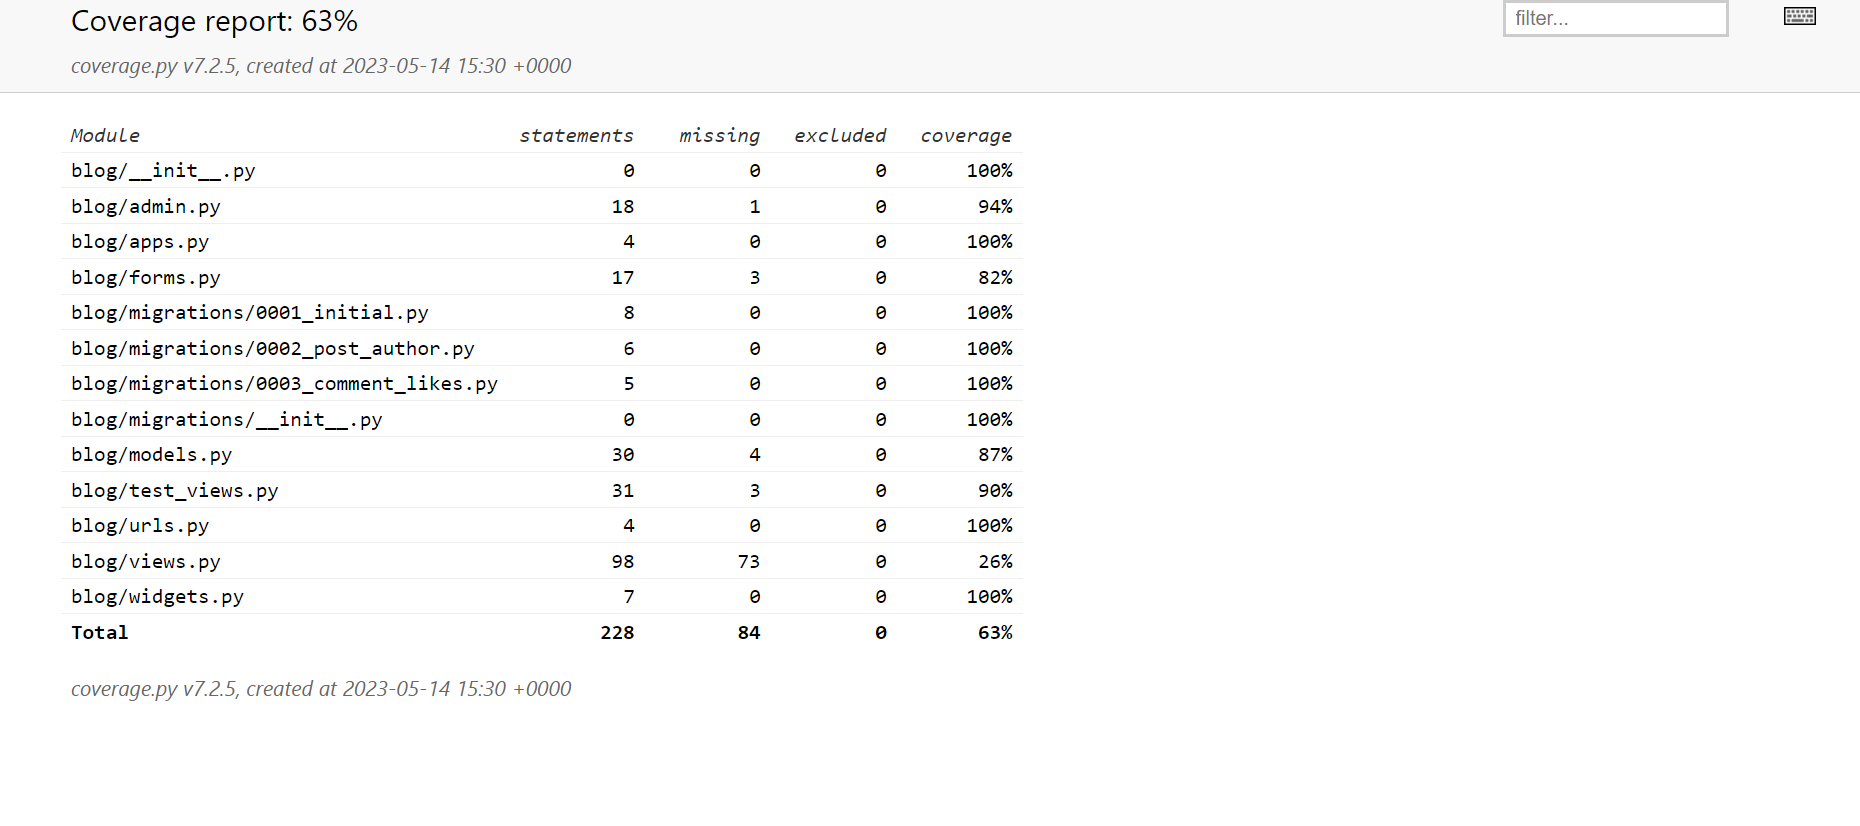 Coverage report: 63%
filter...
coverage.py v7.2.5, created at 2023-05-14 15:30 +0000
Module statements missing excluded coverage
blog/__init__.py 0 0 0 100%
blog/admin.py 18 1 0 94%
blog/apps.py 4 0 0 100%
blog/forms.py 17 3 0 82%
blog/migrations/0001_initial.py 8 0 0 100%
blog/migrations/0002_post_author.py 6 0 0 100%
blog/migrations/0003_comment_likes.py 5 0 0 100%
blog/migrations/__init__.py 0 0 0 100%
blog/models.py 30 4 0 87%
blog/test_views.py 31 3 0 90%
blog/urls.py 4 0 0 100%
blog/views.py 98 73 0 26%
blog/widgets.py 7 0 0 100%
Total 228 84 0 63%
coverage.py v7.2.5, created at 2023-05-14 15:30 +0000